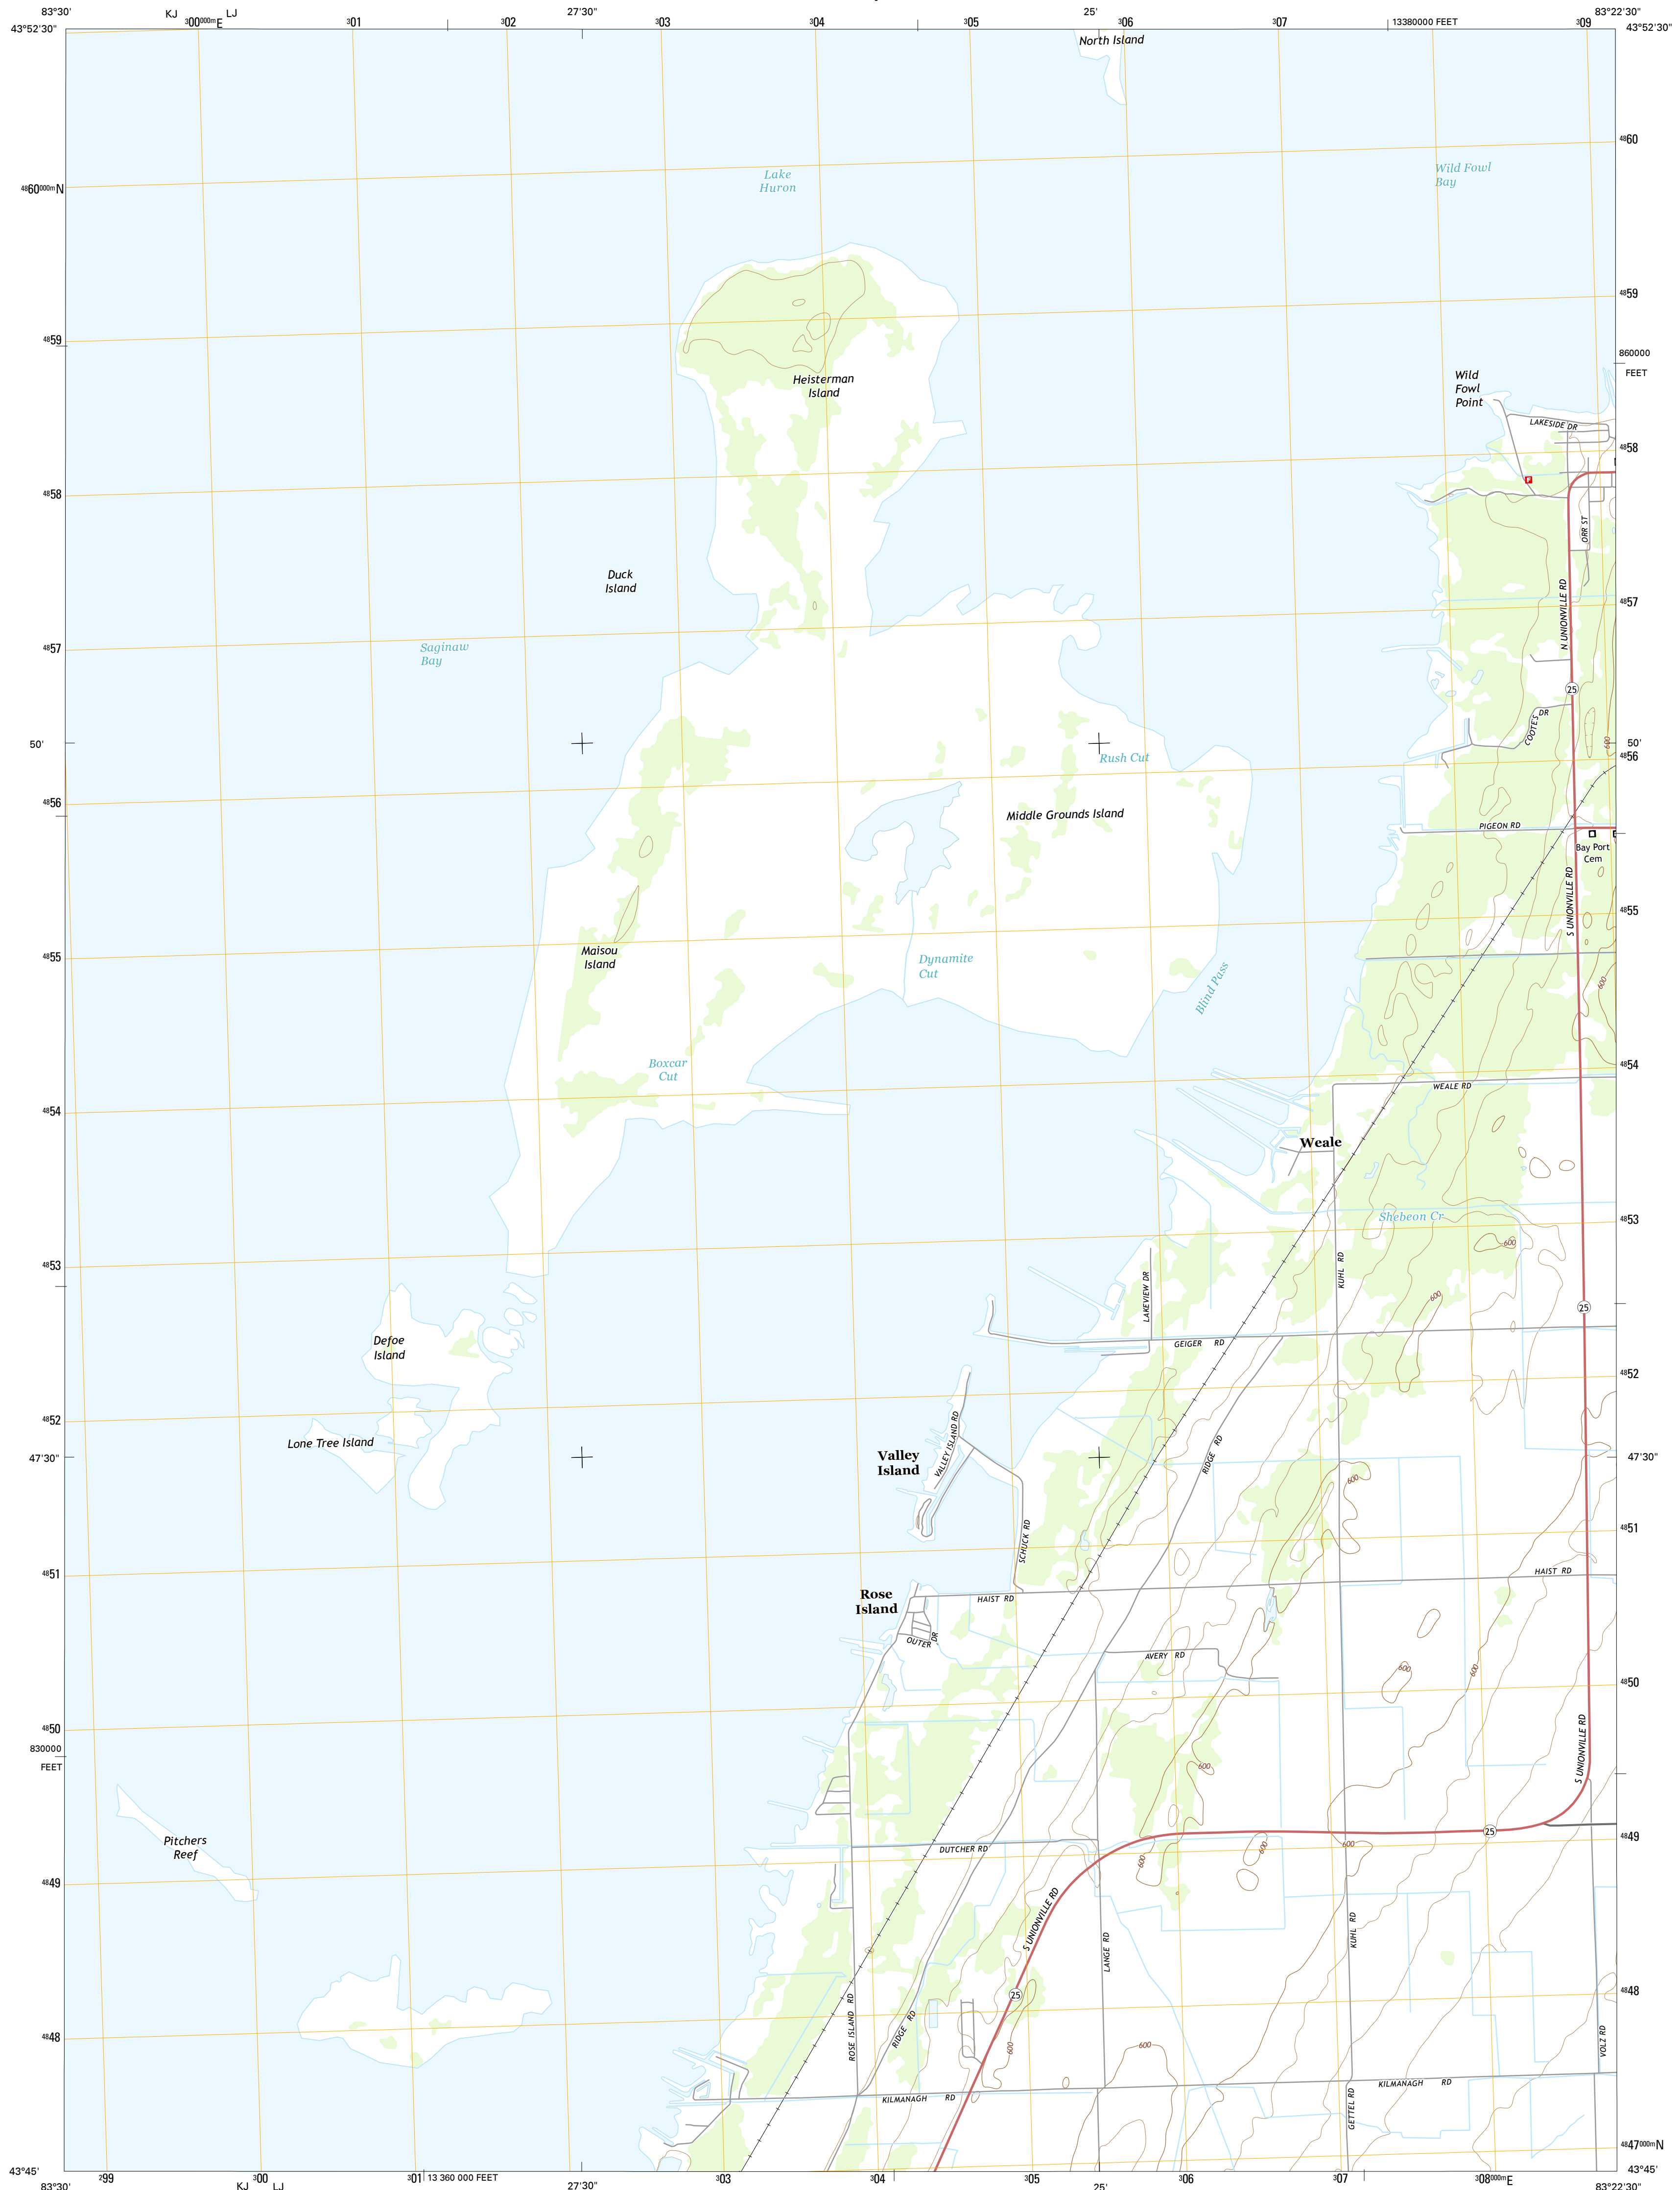 83°30'
KJ
LJ
300000mE
301
302
27'30"
303
304
305
25'
306
307
13380000 FEET
309
83°22'30"
43°52'30"
43°52'30"
North Island
4860
Lake
Huron
Wild Fowl
Bay
4860000mN
4859
4859
860000
FEET
Heisterman
Island
Wild
Fowl
Point
LAKESIDE DR
4858
4858
F
ORR ST
Duck
Island
4857
N UNIONVILLE RD
Saginaw
Bay
4857
25
COOTE'S DR
600
50'
50'
4856
Rush Cut
4856
Middle Grounds Island
PIGEON RD
Bay Port
Cem
S UNIONVILLE RD
4855
4855
Maisou
Island
Dynamite
Cut
Blind Pass
600
Boxcar
Cut
4854
4854
WEALE RD
Weale
Shebeon Cr
4853
600
4853
KUHL RD
LAKEVIEW DR
600
25
Defoe
Island
GEIGER RD
4852
4852
Lone Tree Island
VALLEY ISLAND RD
Valley
Island
RIDGE RD
47'30"
47'30"
600
SCHUCK RD
4851
4851
HAIST RD
Rose
Island
HAIST RD
OUTER DR
AVERY RD
600
600
4850
4850
830000
FEET
S UNIONVILLE RD
600
Pitchers
Reef
25
4849
DUTCHER RD
600
600
600
4849
S UNIONVILLE RD
KUHL RD
LANGE RD
25
4848
ROSE ISLAND RD
RIDGE RD
4848
600
600
VOLZ RD
KILMANAGH RD
KILMANAGH RD
GETTEL RD
4847000mN
43°45'
43°45'
299
300
301
13 360 000 FEET
303
304
305
306
307
308000mE
83°30'
KJ
LJ
27'30"
25'
83°22'30"